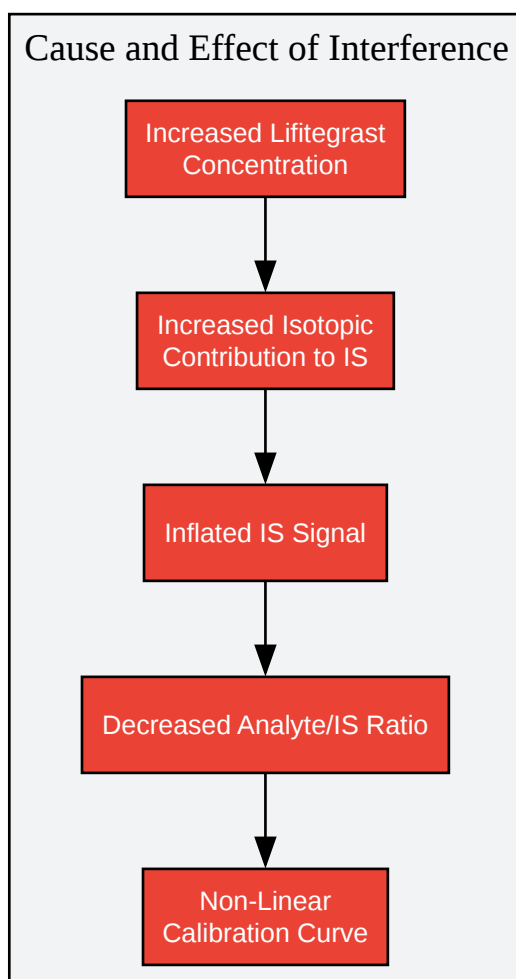 Cause and Effect of Interference
Increased Lifitegrast
Concentration
Increased Isotopic
Contribution to IS
Inflated IS Signal
Decreased Analyte/IS Ratio
Non-Linear
Calibration Curve